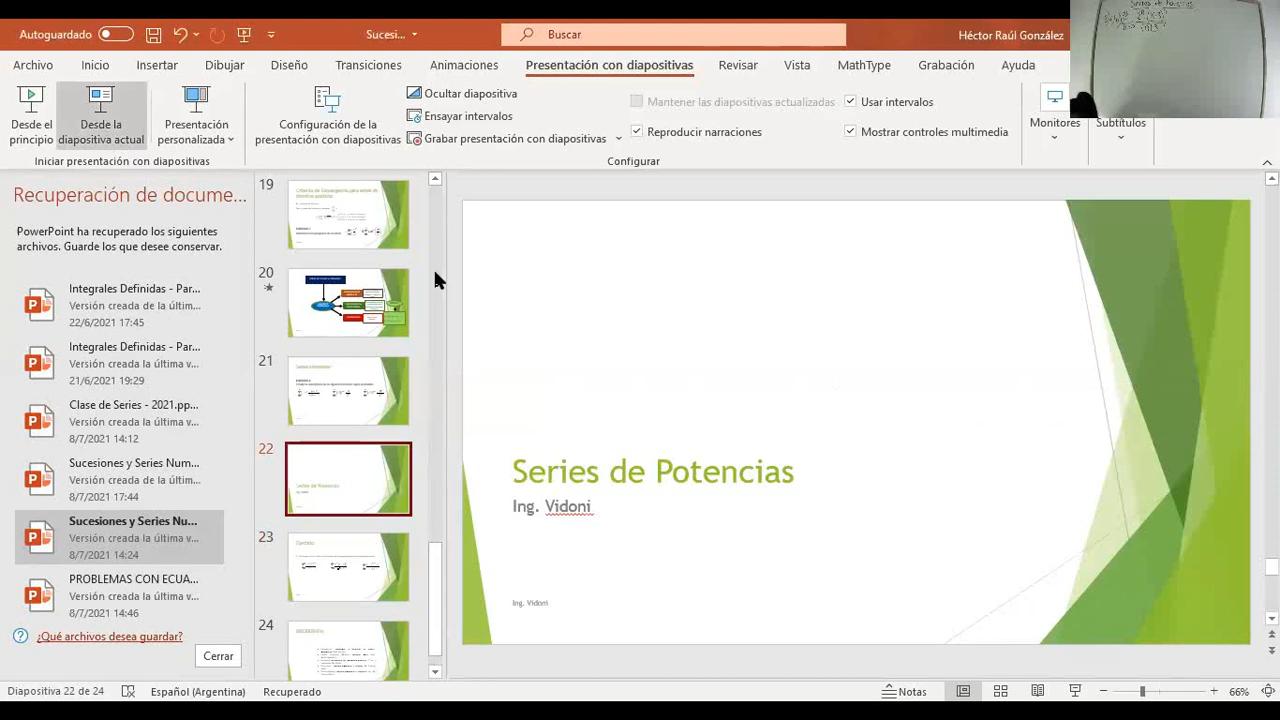 Autoguardado
Sucesi...
Buscar
Héctor Raúl González
Archivo Inicio Insertar Dibujar Diseño Transiciones Animaciones Presentación con diapositivas Revisar Vista MathType Grabación Ayuda
Desde el principio
Desde la diapositiva actual
Presentación personalizada
Iniciar presentación con diapositivas
Configuración de la presentación con diapositivas
Ocultar diapositiva
Ensayar intervalos
Grabar presentación con diapositivas
Mantener las diapositivas actualizadas
Reproducir narraciones
Usar intervalos
Mostrar controles multimedia
Configurar
Monitores
Subtítulos
Recuperación de docume...
PowerPoint ha recuperado los siguientes
archivos. Guarde los que desee conservar.
Integrales Definidas - Par...
Versión creada de la últim...
22/6/2021 17:45
Integrales Definidas - Par...
Versión creada la última v...
21/6/2021 19:29
Clase de Series - 2021.pp...
Versión creada la última v...
8/7/2021 14:12
Sucesiones y Series Num...
Versión creada la última v...
8/7/2021 17:44
Sucesiones y Series Nu...
Versión creada la última v...
8/7/2021 14:24
PROBLEMAS CON ECUA...
Versión creada la última v...
8/7/2021 14:46
¿Qué archivos desea guardar?
Cerrar
19
20
21
22
23
24
Series de Potencias
Ing. Vidoni
Ing. Vidoni
Diapositiva 22 de 24
Español (Argentina)
Recuperado
Notas
66%